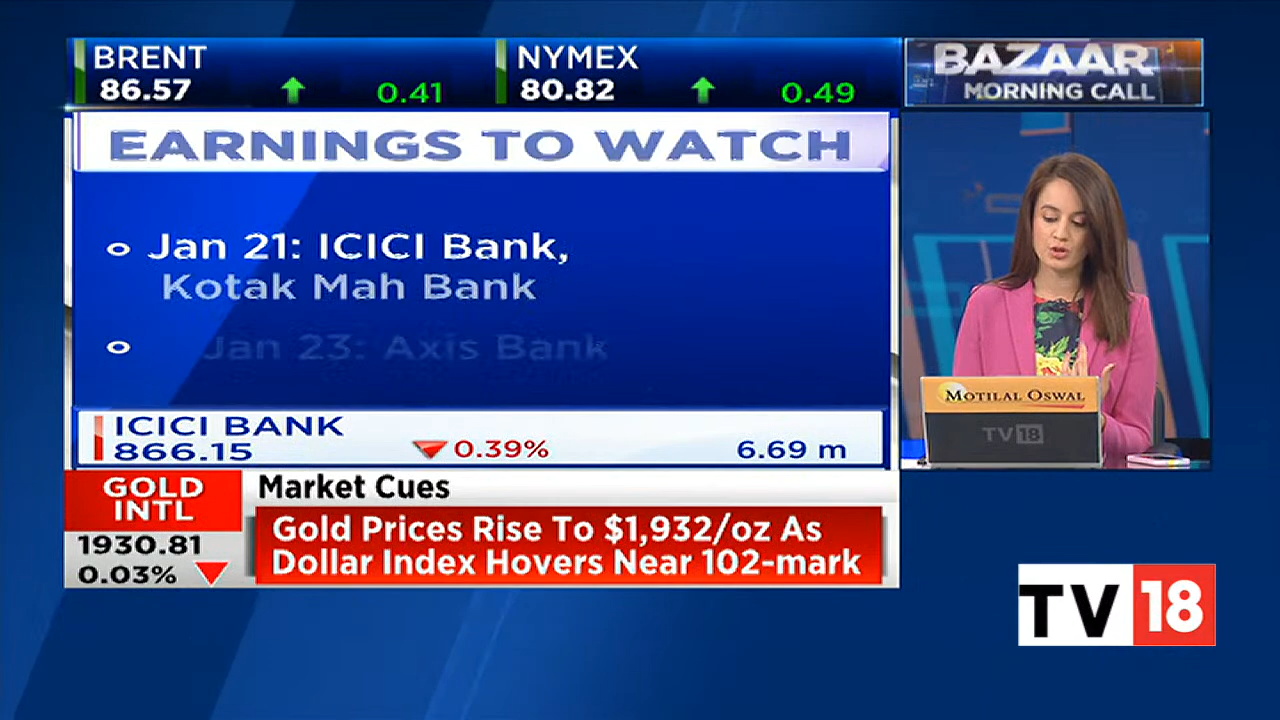 BRENT
86.57 0.41
NYMEX
80.82 0.49
BAZAAR
MORNING CALL
EARNINGS TO WATCH
Jan 21: ICICI Bank,
Kotak Mah Bank
Jan 23: Axis Bank
ICICI BANK
866.15 0.39% 6.69 m
GOLD
INTL
1930.81
0.03%
Market Cues
Gold Prices Rise To $1,932/oz As
Dollar Index Hovers Near 102-mark
MOTILAL OSWAL
TV18
TV18